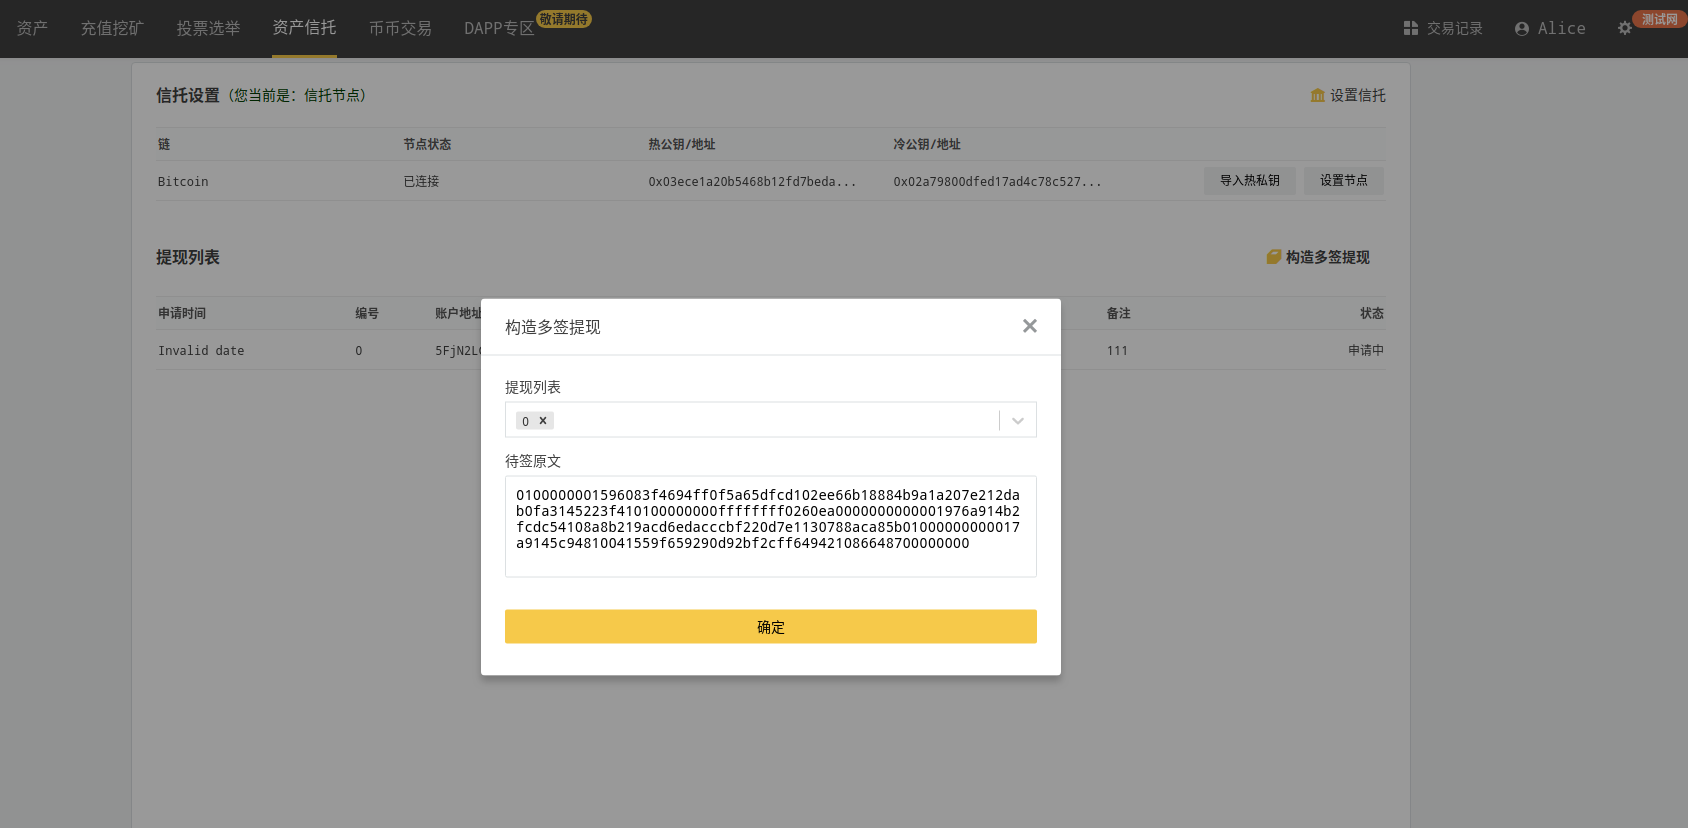 资产 充值挖矿 投票选举 资产信托 币币交易 DAPP专区 敬请期待 交易记录 Alice 测试网
信托设置（您当前是：信托节点） 设置信托
链 节点状态 热公钥/地址 冷公钥/地址
Bitcoin 已连接 0x03ece1a20b5468b12fd7beda... 0x02a79800dfed17ad4c78c527... 导入热私钥 设置节点
提现列表 构造多签提现
申请时间 编号 账户地址 备注 状态
Invalid date 0 5FjN2L 111 申请中
构造多签提现
提现列表
0
待签原文
0100000001596083f4694ff0f5a65dfcd102ee66b18884b9a1a207e212da
b0fa3145223f410100000000ffffffff0260ea0000000000001976a914b2
fcdc54108a8b219acd6edacccbf220d7e1130788aca85b01000000000017
a9145c94810041559f659290d92bf2cff649421086648700000000
确定